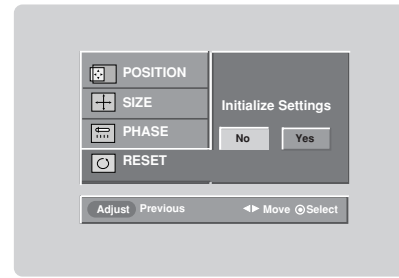 POSITION
SIZE
PHASE
RESET
Initialize Settings
No Yes
Adjust Previous ◄► Move ⦿Select